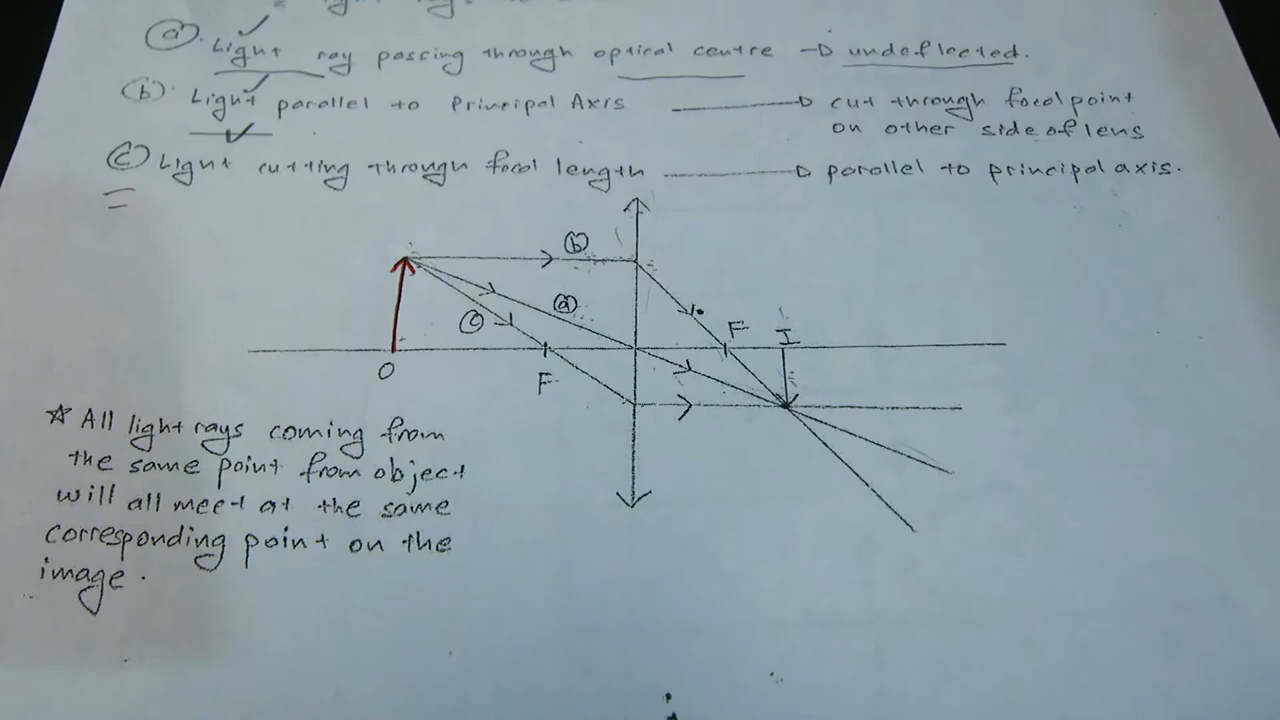 (a) Light ray passing through optical centre → undeflected.
(b) Light parallel to Principal Axis → cut through focal point
on other side of lens
(c) Light cutting through focal length → parallel to principal axis.
(b)
(a)
(c)
F
I
O
F
☆ All light rays coming from
the same point from object
will all meet at the same
corresponding point on the
image.